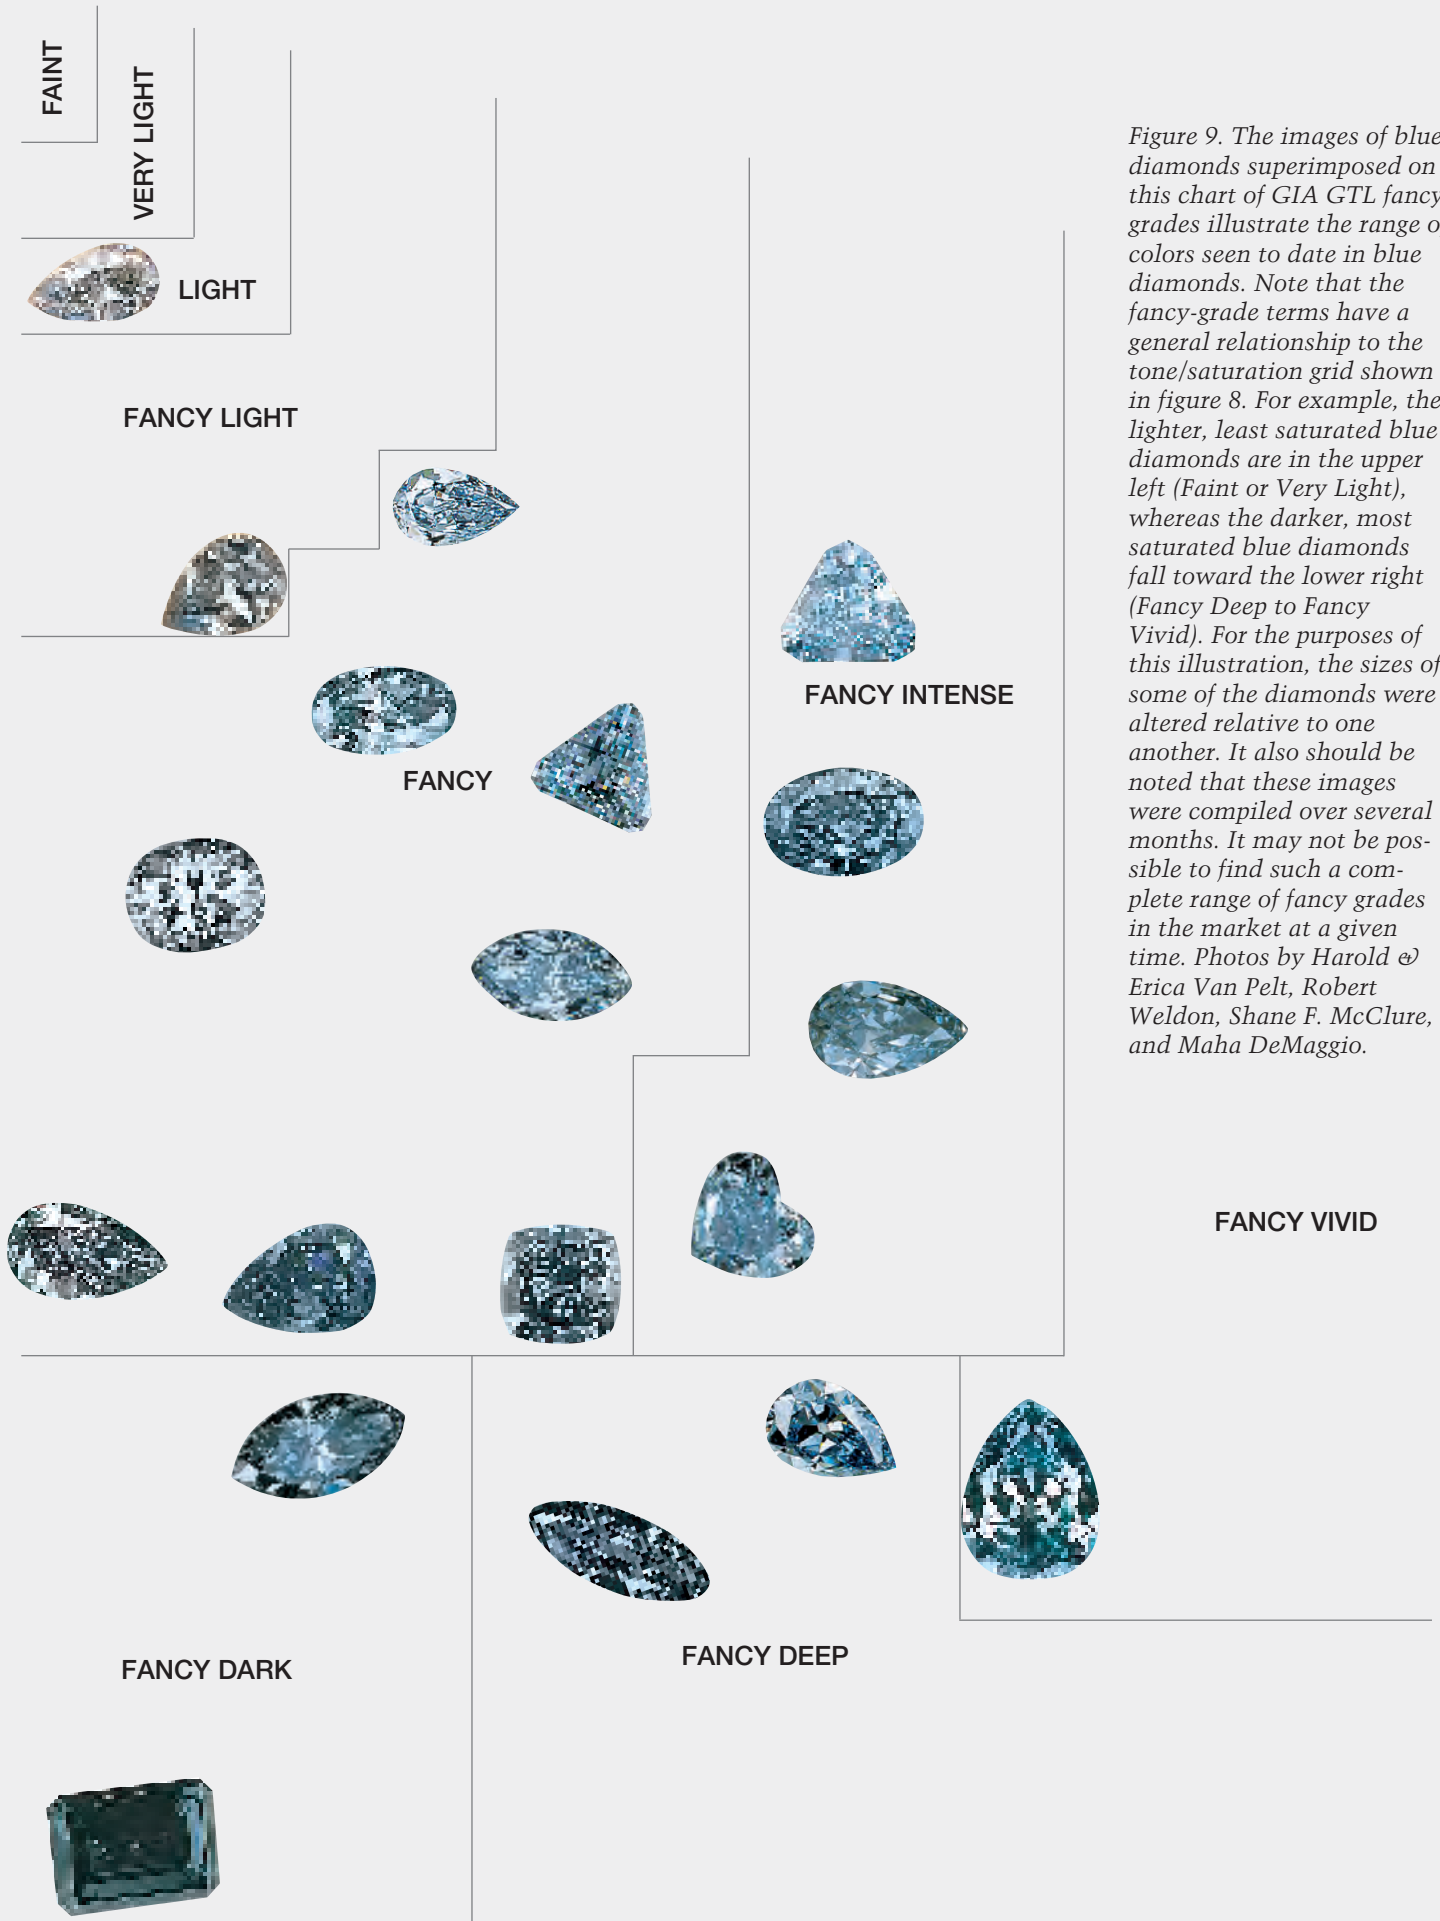 FAINT
VERY LIGHT
LIGHT
FANCY LIGHT
FANCY INTENSE
FANCY
FANCY VIVID
FANCY DARK
FANCY DEEP
Figure 9. The images of blue
diamonds superimposed on
this chart of GIA GTL fancy
grades illustrate the range of
colors seen to date in blue
diamonds. Note that the
fancy-grade terms have a
general relationship to the
tone/saturation grid shown
in figure 8. For example, the
lighter, least saturated blue
diamonds are in the upper
left (Faint or Very Light),
whereas the darker, most
saturated blue diamonds
fall toward the lower right
(Fancy Deep to Fancy
Vivid). For the purposes of
this illustration, the sizes of
some of the diamonds were
altered relative to one
another. It also should be
noted that these images
were compiled over several
months. It may not be pos-
sible to find such a com-
plete range of fancy grades
in the market at a given
time. Photos by Harold &
Erica Van Pelt, Robert
Weldon, Shane F. McClure,
and Maha DeMaggio.